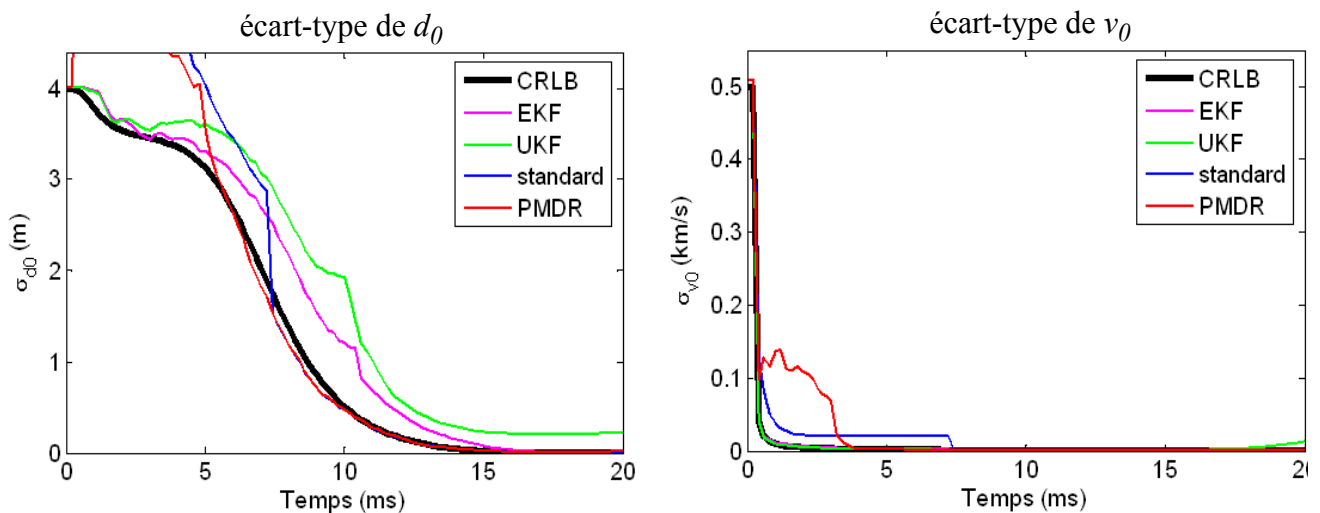 écart-type de d0
4
3
2
1
0
σd0 (m)
0
5
10
15
20
Temps (ms)
CRLB
EKF
UKF
standard
PMDR
écart-type de v0
0.5
0.4
0.3
0.2
0.1
0
σv0 (km/s)
0
5
10
15
20
Temps (ms)
CRLB
EKF
UKF
standard
PMDR